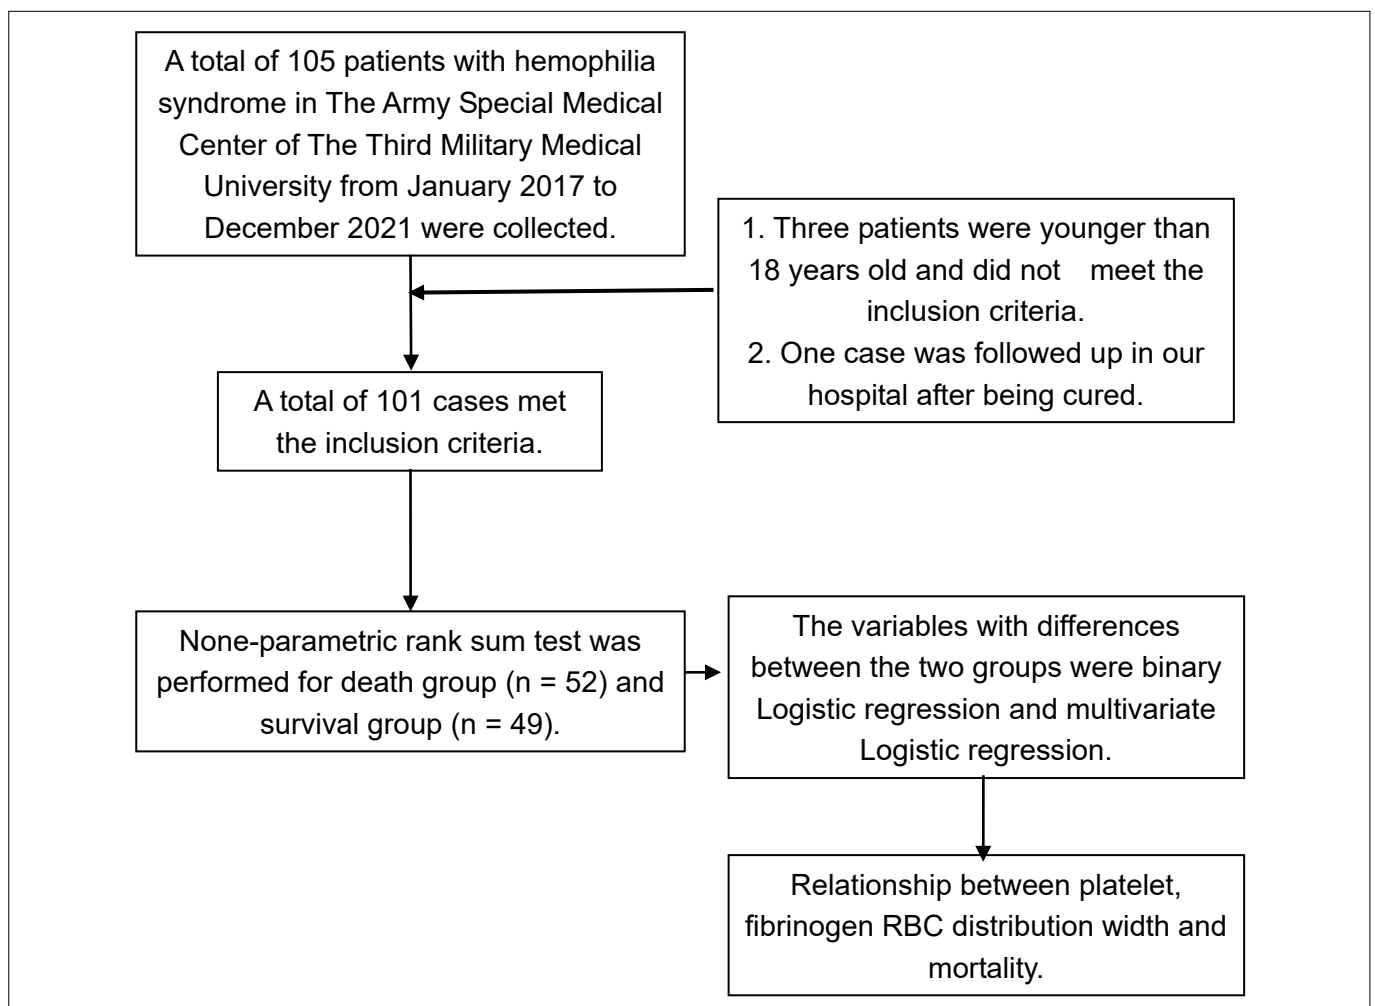 A total of 105 patients with hemophilia
syndrome in The Army Special Medical
Center of The Third Military Medical
University from January 2017 to
December 2021 were collected.
1. Three patients were younger than
18 years old and did not meet the
inclusion criteria.
2. One case was followed up in our
hospital after being cured.
A total of 101 cases met
the inclusion criteria.
None-parametric rank sum test was
performed for death group (n = 52) and
survival group (n = 49).
The variables with differences
between the two groups were binary
Logistic regression and multivariate
Logistic regression.
Relationship between platelet,
fibrinogen RBC distribution width and
mortality.